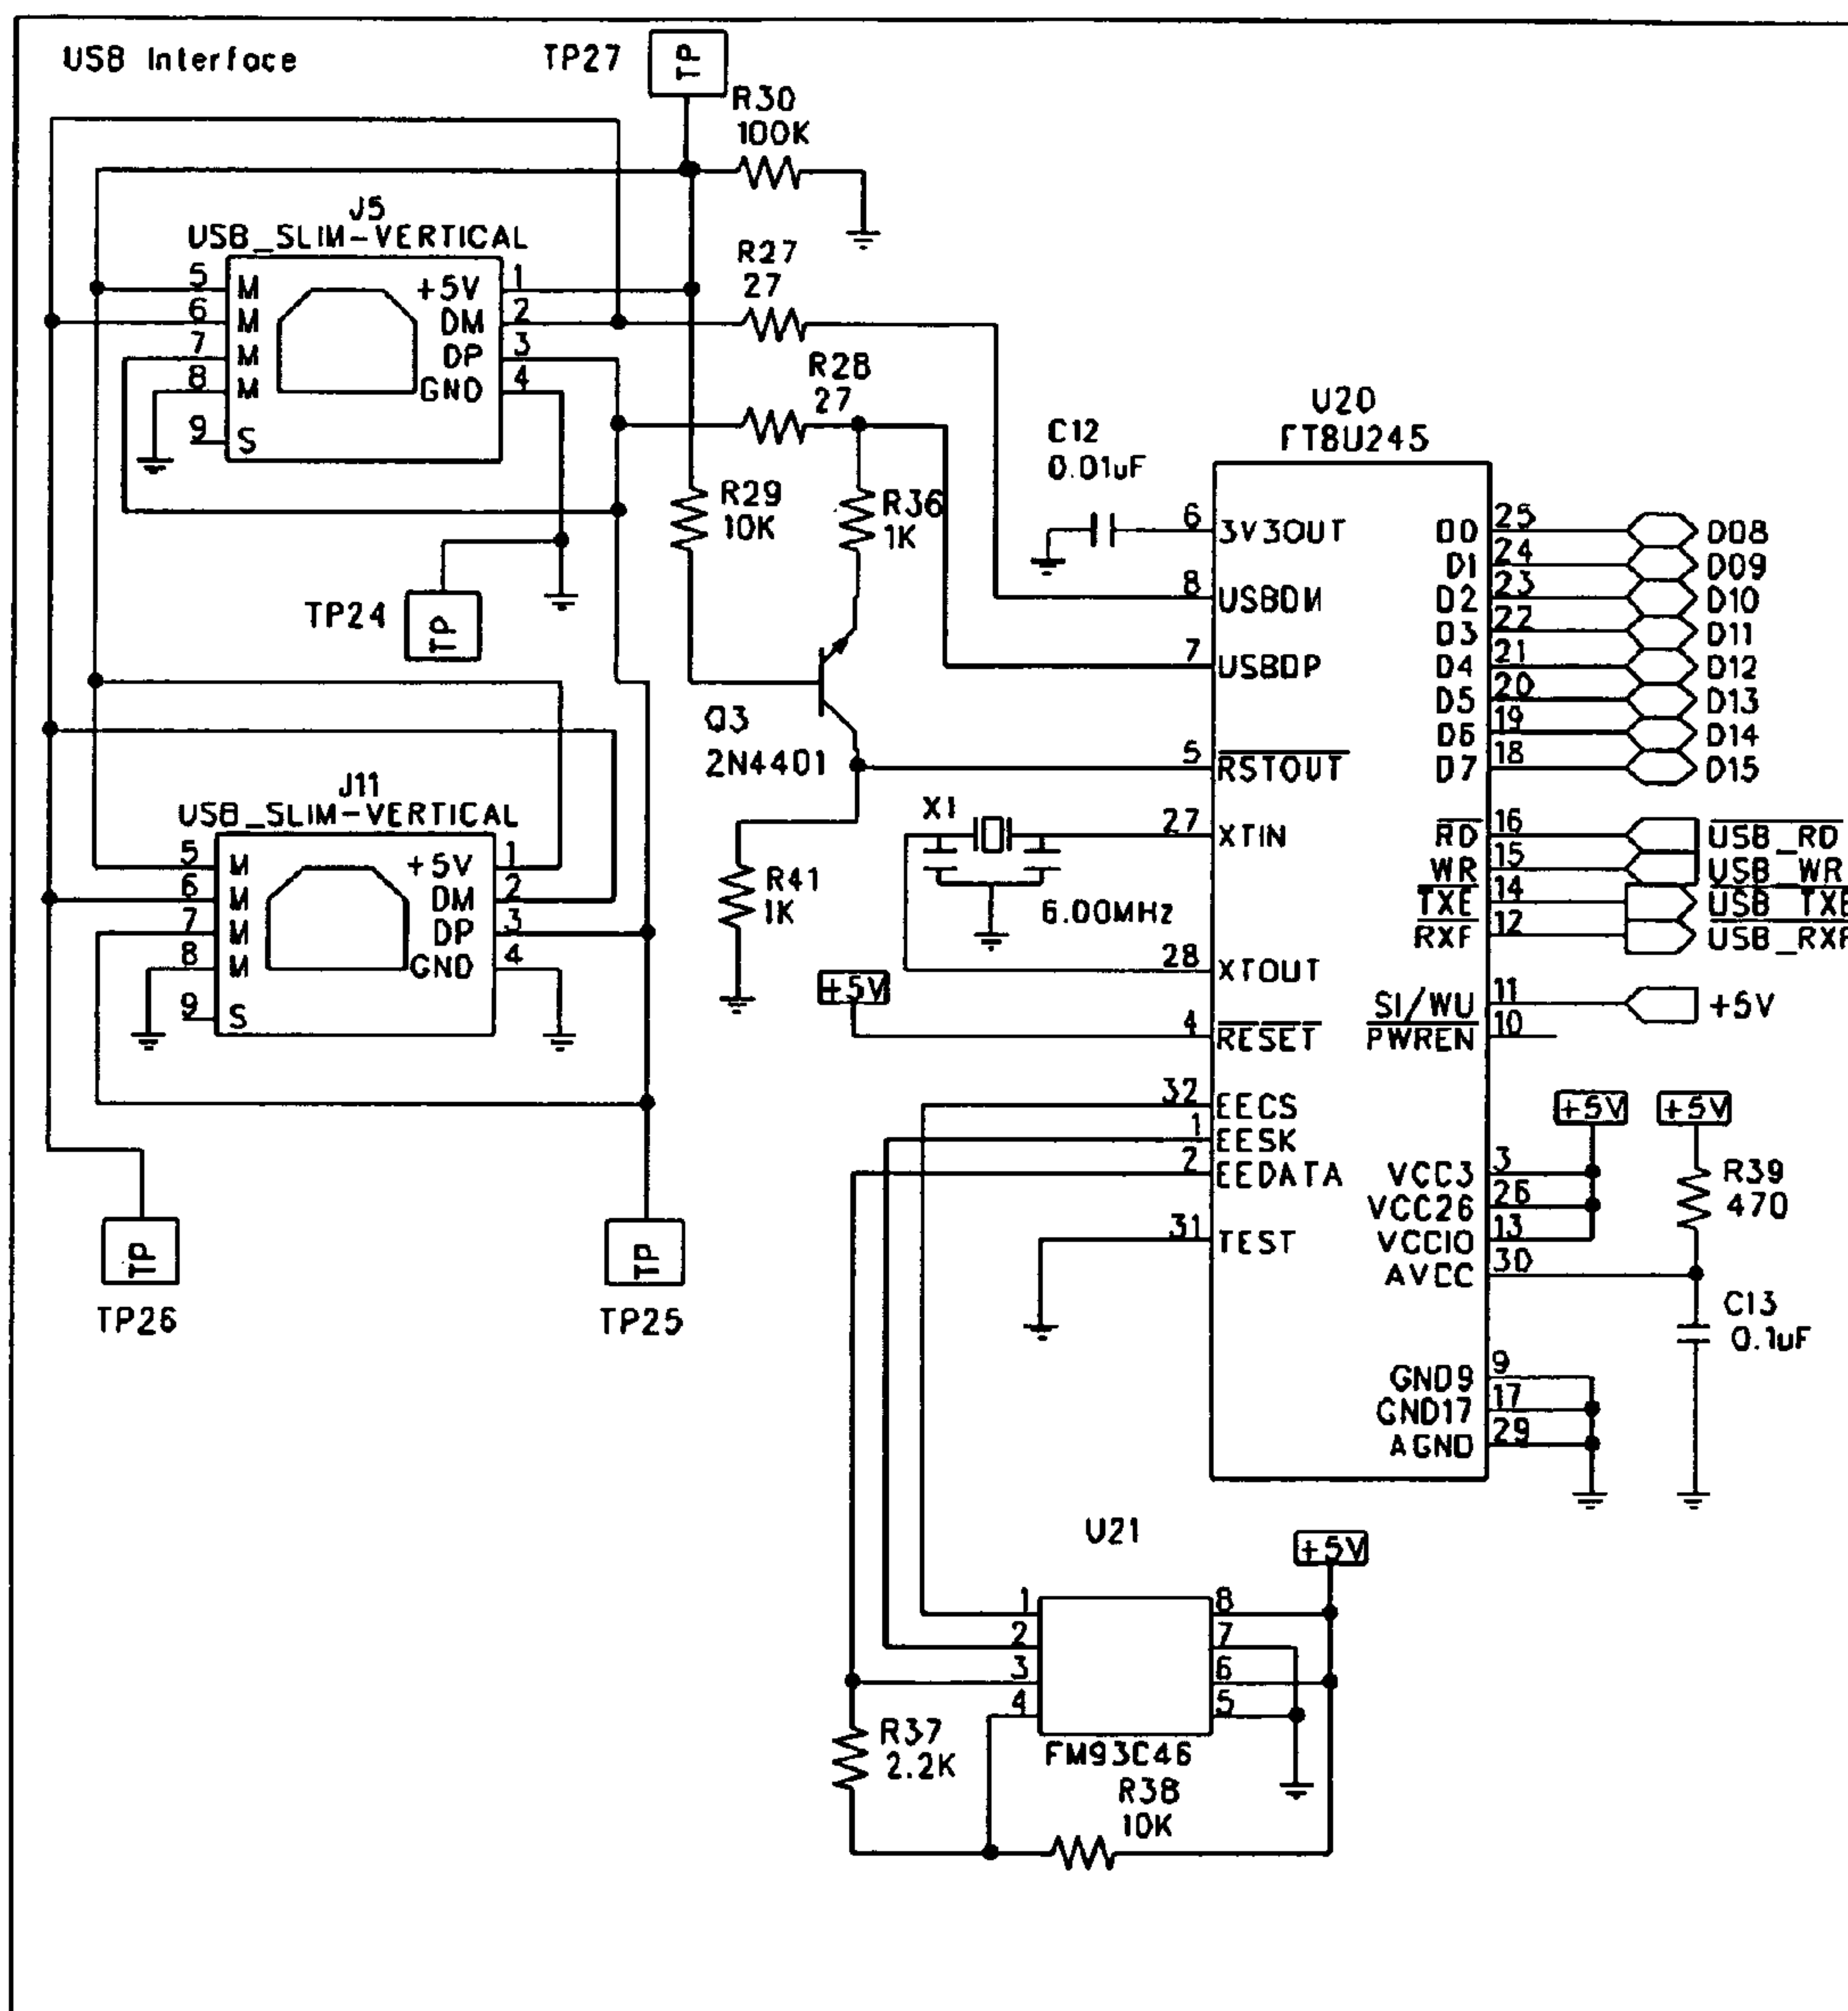 USB Interface
TP27
TP
R30
100K
J5
USB_SLIM-VERTICAL
5 M +5V 1
6 M DM 2
7 M DP 3
8 M GND 4
9 S
R27
27
R28
27
R29
10K
R36
1K
TP24
TP
Q3
2N4401
C12
0.01uF
U20
FT8U245
6 3V3OUT D0 25 D08
D1 24 D09
8 USBDM D2 23 D10
D3 22 D11
7 USBDP D4 21 D12
D5 20 D13
D6 19 D14
5 RSTOUT D7 18 D15
J11
USB_SLIM-VERTICAL
5 M +5V 1
6 M DM 2
7 M DP 3
8 M GND 4
9 S
X1
6.00MHz
R41
1K
27 XTIN RD 16 USB_RD
WR 15 USB_WR
TXE 14 USB_TXE
RXF 12 USB_RXF
28 XTOUT
+5V
SI/WU 11 +5V
4 RESET PWREN 10
32 EECS
1 EESK
2 EEDATA
31 TEST
+5V +5V
VCC3 3
VCC26 26
VCCIO 13
AVCC 30
R39
470
C13
0.1uF
GND9 9
GND17 17
AGND 29
TP
TP26
TP
TP25
U21
+5V
1 8
2 7
3 6
4 5
FM93C46
R37
2.2K
R38
10K